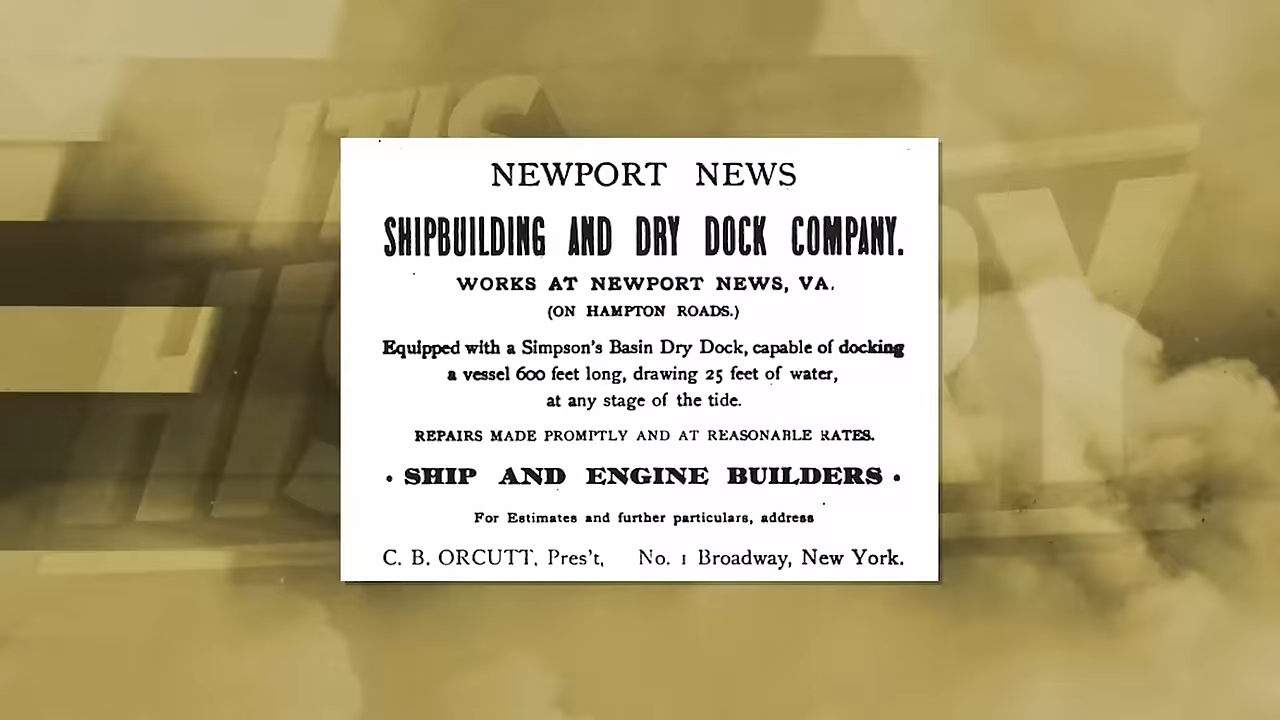 IT'S
HISTORY
NEWPORT NEWS
SHIPBUILDING AND DRY DOCK COMPANY.
WORKS AT NEWPORT NEWS, VA.
(ON HAMPTON ROADS.)
Equipped with a Simpson's Basin Dry Dock, capable of docking
a vessel 600 feet long, drawing 25 feet of water,
at any stage of the tide.
REPAIRS MADE PROMPTLY AND AT REASONABLE RATES.
· SHIP AND ENGINE BUILDERS ·
For Estimates and further particulars, address
C. B. ORCUTT, Pres't, No. 1 Broadway, New York.